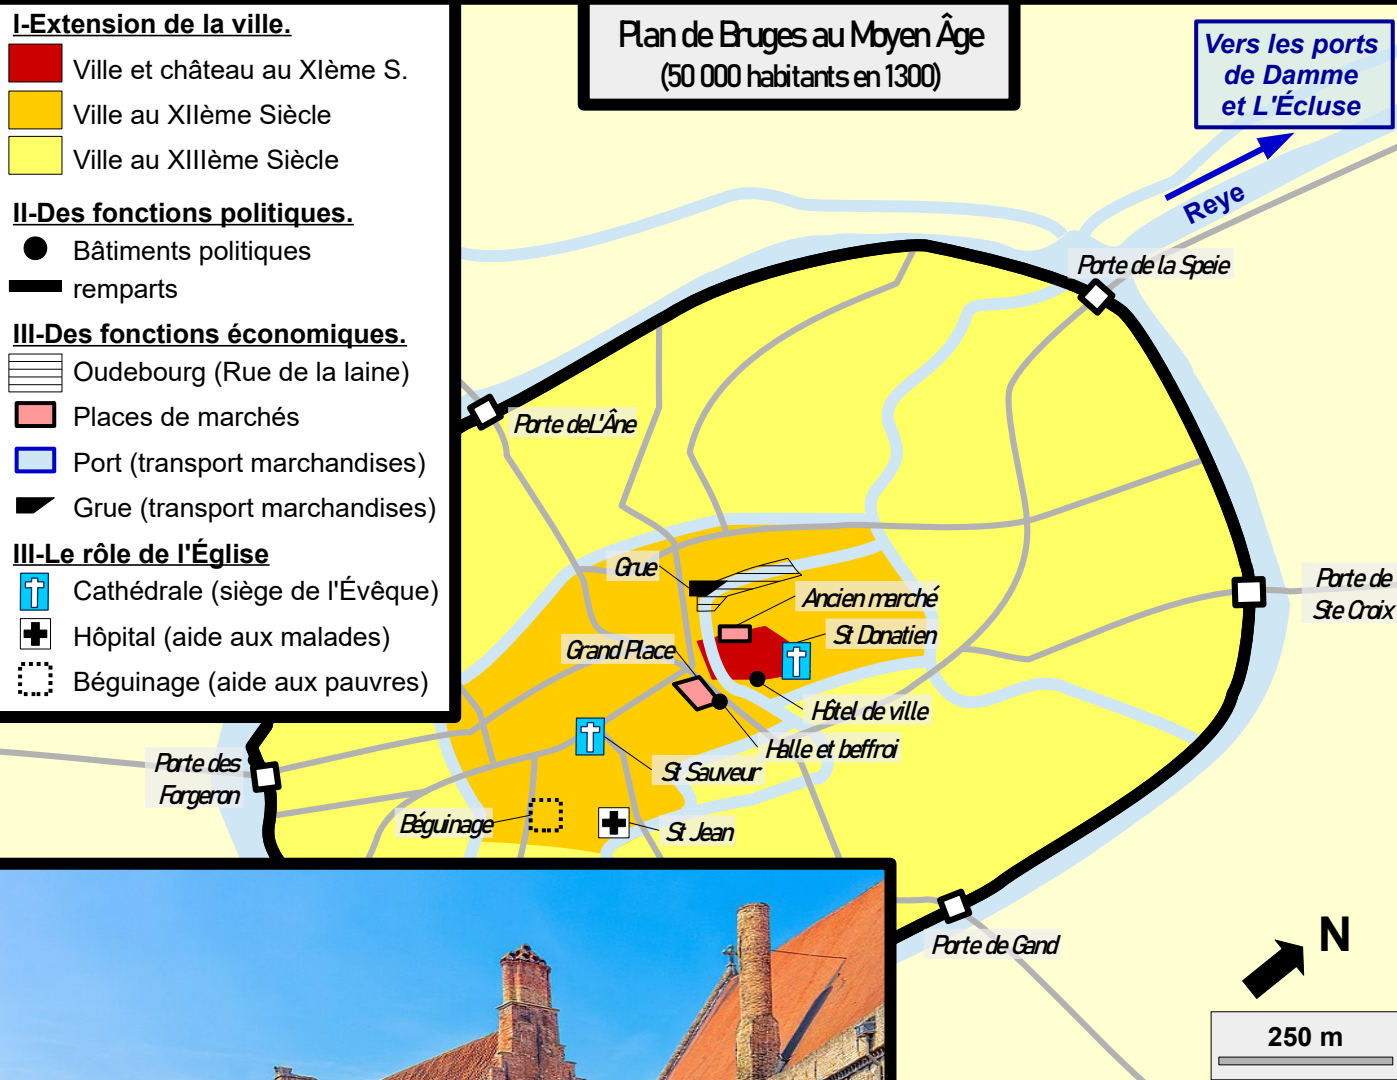 I-Extension de la ville.
Ville et château au XIème S.
Ville au XIIème Siècle
Ville au XIIIème Siècle
II-Des fonctions politiques.
Bâtiments politiques
remparts
III-Des fonctions économiques.
Oudebourg (Rue de la laine)
Places de marchés
Port (transport marchandises)
Grue (transport marchandises)
III-Le rôle de l'Église
Cathédrale (siège de l'Évêque)
Hôpital (aide aux malades)
Béguinage (aide aux pauvres)
Plan de Bruges au Moyen Âge
(50 000 habitants en 1300)
Vers les ports
de Damme
et L'Écluse
Reye
Porte de la Speie
Porte deL'Âne
Grue
Ancien marché
St Donatien
Grand Place
Hôtel de ville
Halle et beffroi
St Sauveur
Béguinage
St Jean
Porte des
Forgeron
Porte de
Ste Croix
Porte de Gand
N
250 m